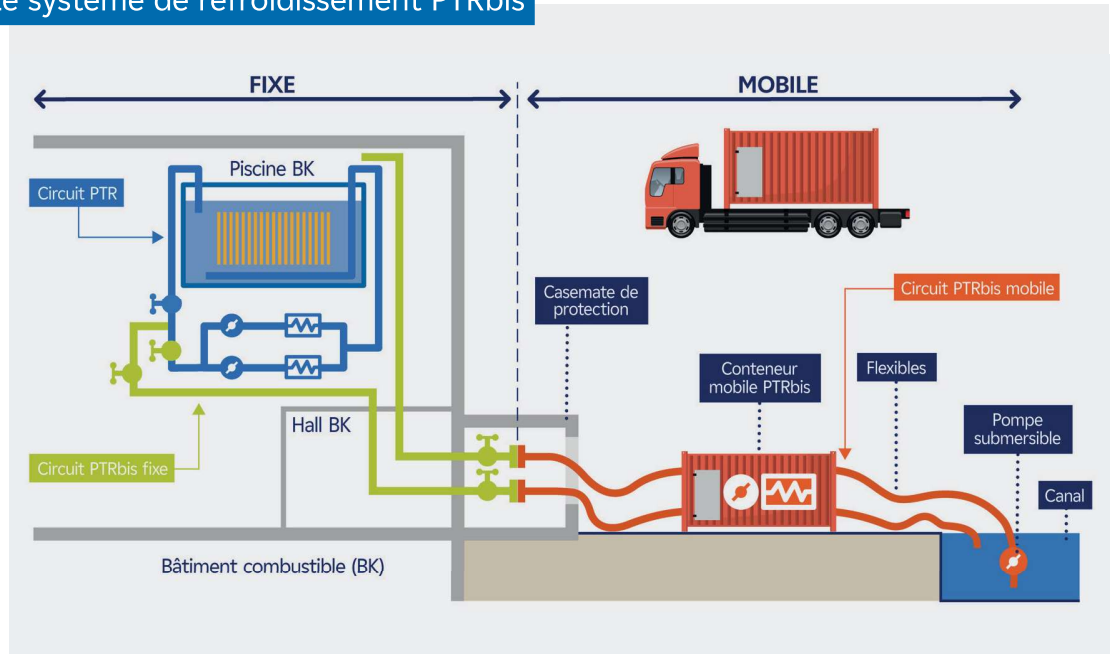 Le système de refroidissement PTRbis
FIXE
MOBILE
Piscine BK
Circuit PTR
Casemate de
protection
Circuit PTRbis mobile
Conteneur
mobile PTRbis
Flexibles
Hall BK
Pompe
submersible
Circuit PTRbis fixe
Canal
Bâtiment combustible (BK)